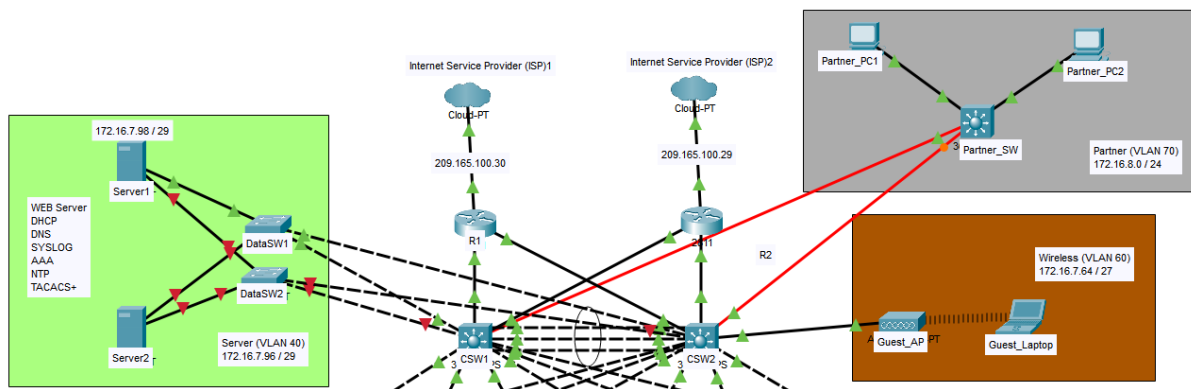 Internet Service Provider (ISP)1
Cloud-PT
209.165.100.30
R1
Internet Service Provider (ISP)2
Cloud-PT
209.165.100.29
2811
R2
172.16.7.98 / 29
Server1
WEB Server
DHCP
DNS
SYSLOG
AAA
NTP
TACACS+
DataSW1
DataSW2
Server2
Server (VLAN 40)
172.16.7.96 / 29
CSW1
CSW2
Partner_PC1
Partner_PC2
Partner_SW
Partner (VLAN 70)
172.16.8.0 / 24
Wireless (VLAN 60)
172.16.7.64 / 27
Guest_AP
Guest_Laptop